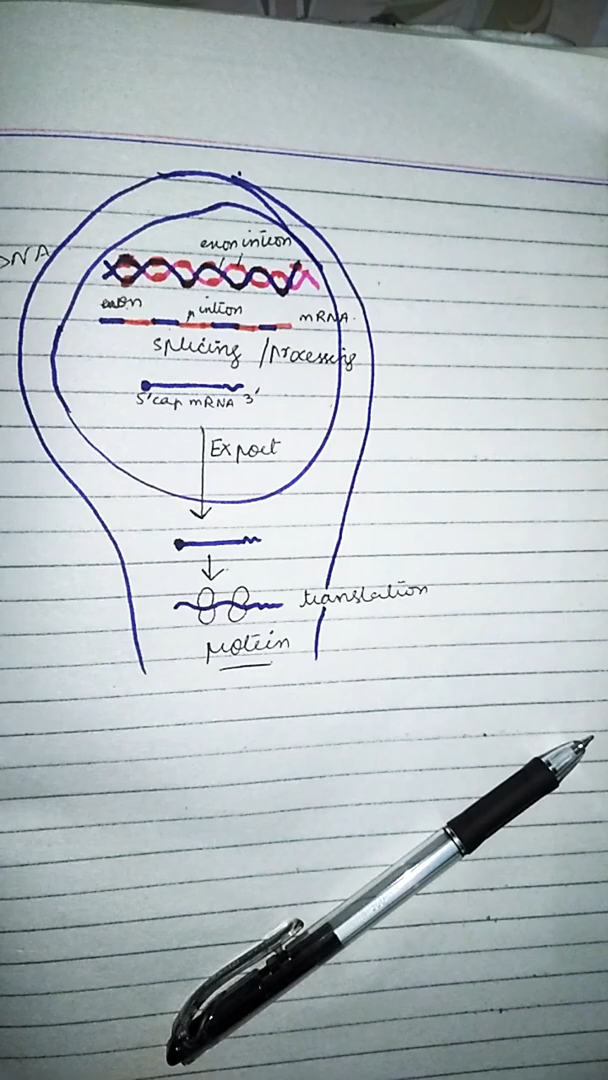 DNA
exon intron
exon intron mRNA.
splicing /processing
5'cap mRNA 3'
Export
translation
protein